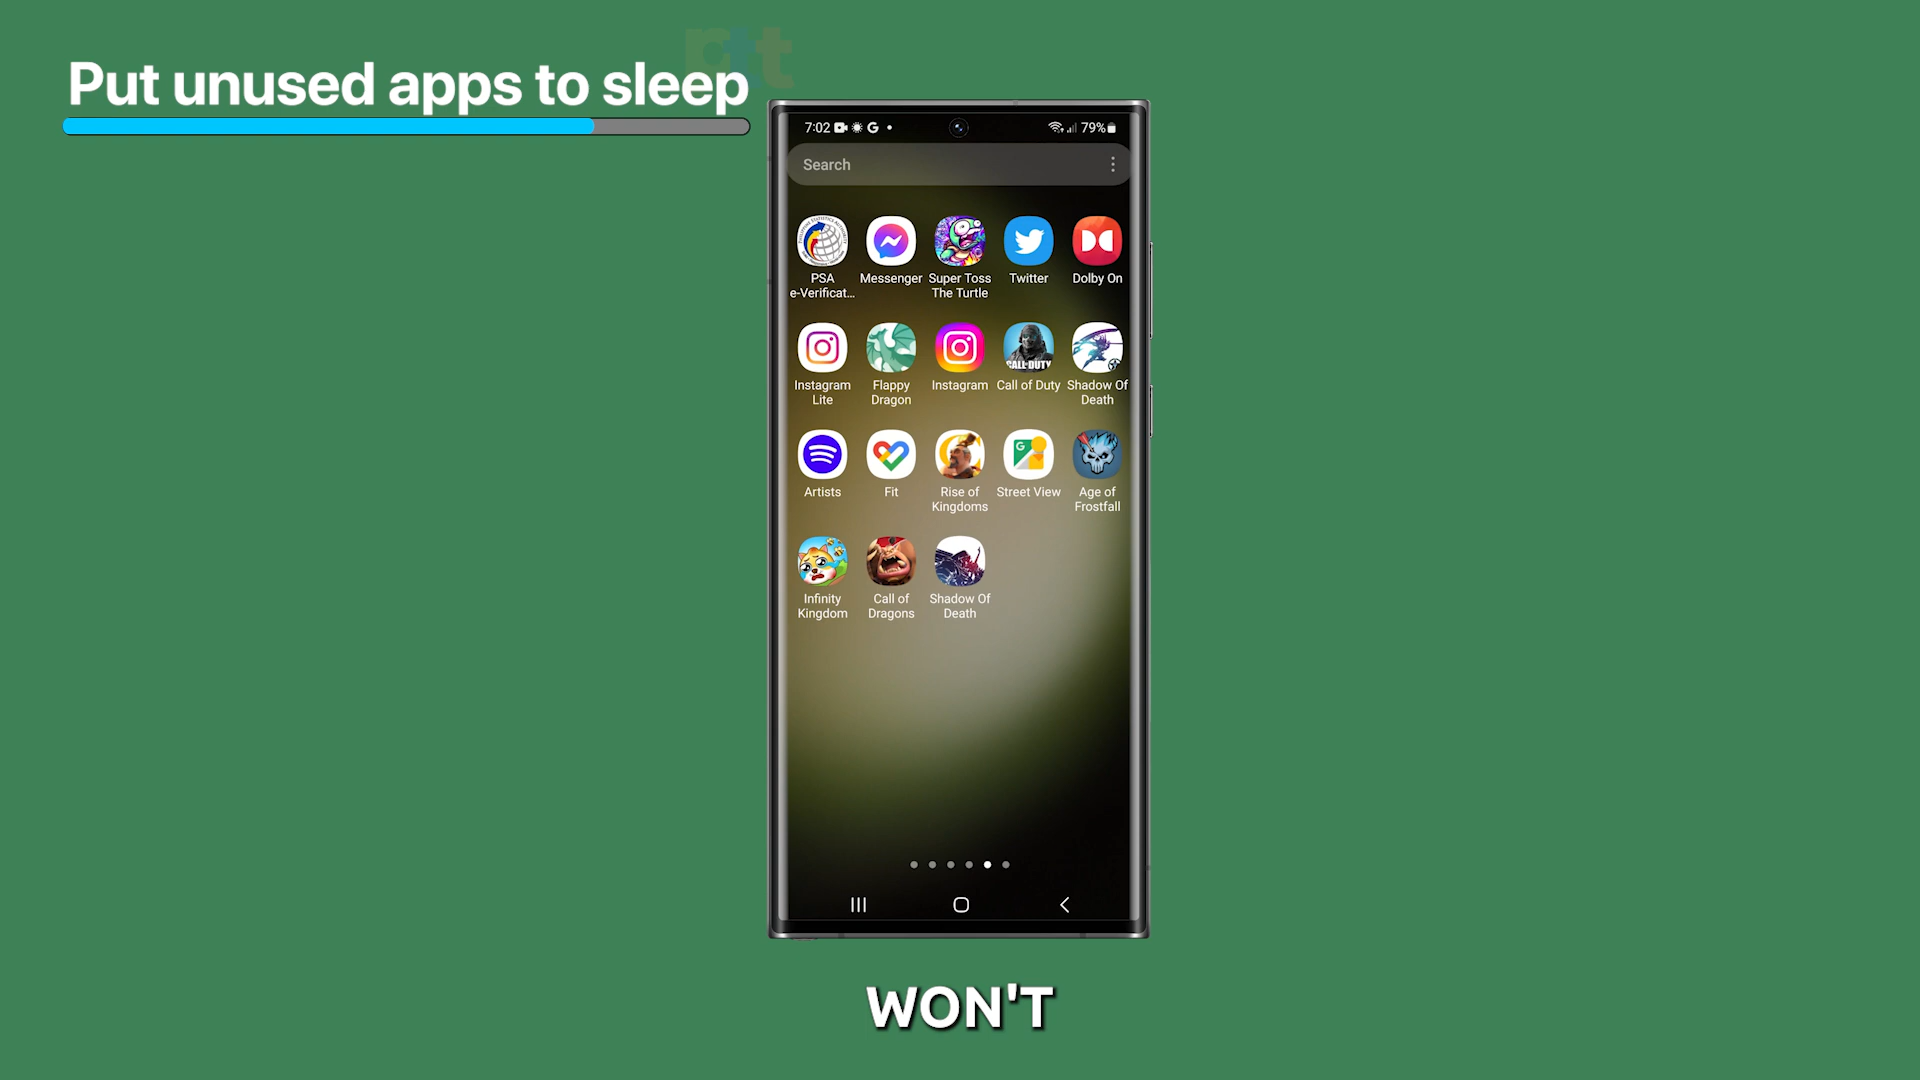 Put unused apps to sleep
7:02
79%
Search
PSA
e-Verificat...
Messenger
Super Toss
The Turtle
Twitter
Dolby On
Instagram
Lite
Flappy
Dragon
Instagram
CALL·DUTY
Call of Duty
Shadow Of
Death
Artists
Fit
Rise of
Kingdoms
Street View
Age of
Frostfall
Infinity
Kingdom
Call of
Dragons
Shadow Of
Death
WON'T